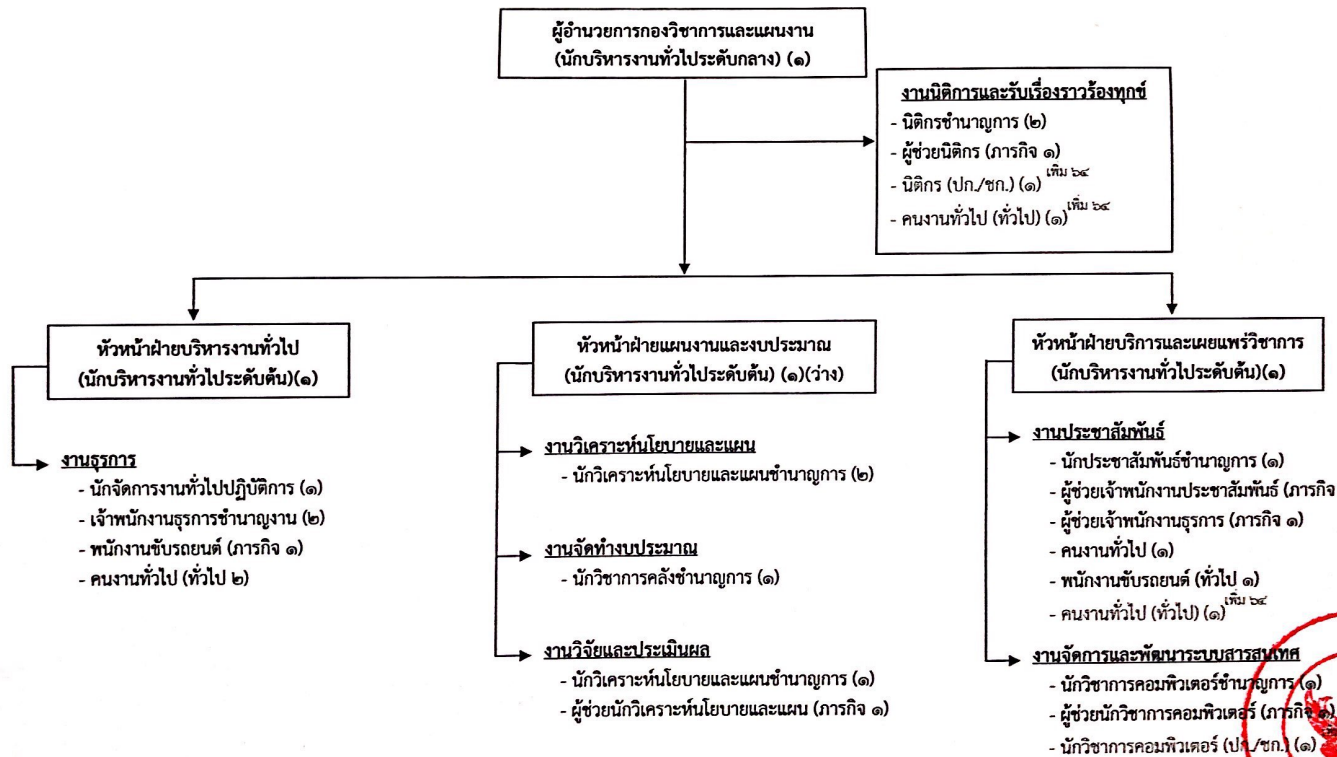 ผู้อำนวยการกองวิชาการและแผนงาน
(นักบริหารงานทั่วไประดับกลาง) (๑)
งานนิติการและรับเรื่องราวร้องทุกข์
- นิติกรชำนาญการ (๒)
- ผู้ช่วยนิติกร (ภารกิจ ๑)
- นิติกร (ปก./ชก.) (๑) เพิ่ม ๖๔
- คนงานทั่วไป (ทั่วไป) (๑) เพิ่ม ๖๔
หัวหน้าฝ่ายบริหารงานทั่วไป
(นักบริหารงานทั่วไประดับต้น)(๑)
งานธุรการ
- นักจัดการงานทั่วไปปฏิบัติการ (๑)
- เจ้าพนักงานธุรการชำนาญงาน (๒)
- พนักงานขับรถยนต์ (ภารกิจ ๑)
- คนงานทั่วไป (ทั่วไป ๒)
หัวหน้าฝ่ายแผนงานและงบประมาณ
(นักบริหารงานทั่วไประดับต้น) (๑)(ว่าง)
งานวิเคราะห์นโยบายและแผน
- นักวิเคราะห์นโยบายและแผนชำนาญการ (๒)
งานจัดทำงบประมาณ
- นักวิชาการคลังชำนาญการ (๑)
งานวิจัยและประเมินผล
- นักวิเคราะห์นโยบายและแผนชำนาญการ (๑)
- ผู้ช่วยนักวิเคราะห์นโยบายและแผน (ภารกิจ ๑)
หัวหน้าฝ่ายบริการและเผยแพร่วิชาการ
(นักบริหารงานทั่วไประดับต้น)(๑)
งานประชาสัมพันธ์
- นักประชาสัมพันธ์ชำนาญการ (๑)
- ผู้ช่วยเจ้าพนักงานประชาสัมพันธ์ (ภารกิจ
- ผู้ช่วยเจ้าพนักงานธุรการ (ภารกิจ ๑)
- คนงานทั่วไป (๑)
- พนักงานขับรถยนต์ (ทั่วไป ๑)
- คนงานทั่วไป (ทั่วไป) (๑) เพิ่ม ๖๔
งานจัดการและพัฒนาระบบสารสนเทศ
- นักวิชาการคอมพิวเตอร์ชำนาญการ (๑)
- ผู้ช่วยนักวิชาการคอมพิวเตอร์ (ภารกิจ ๑)
- นักวิชาการคอมพิวเตอร์ (ปก./ชก.) (๑)